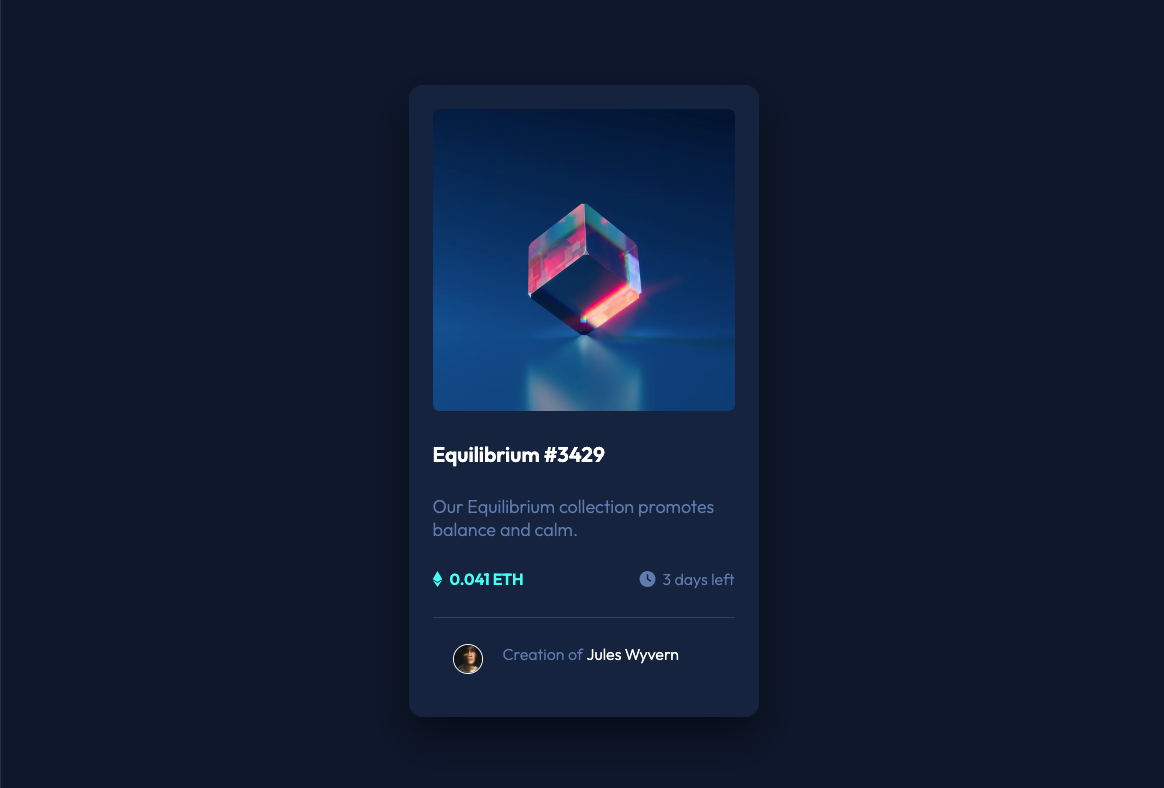 Equilibrium #3429
Our Equilibrium collection promotes
balance and calm.
0.041 ETH
3 days left
Creation of Jules Wyvern